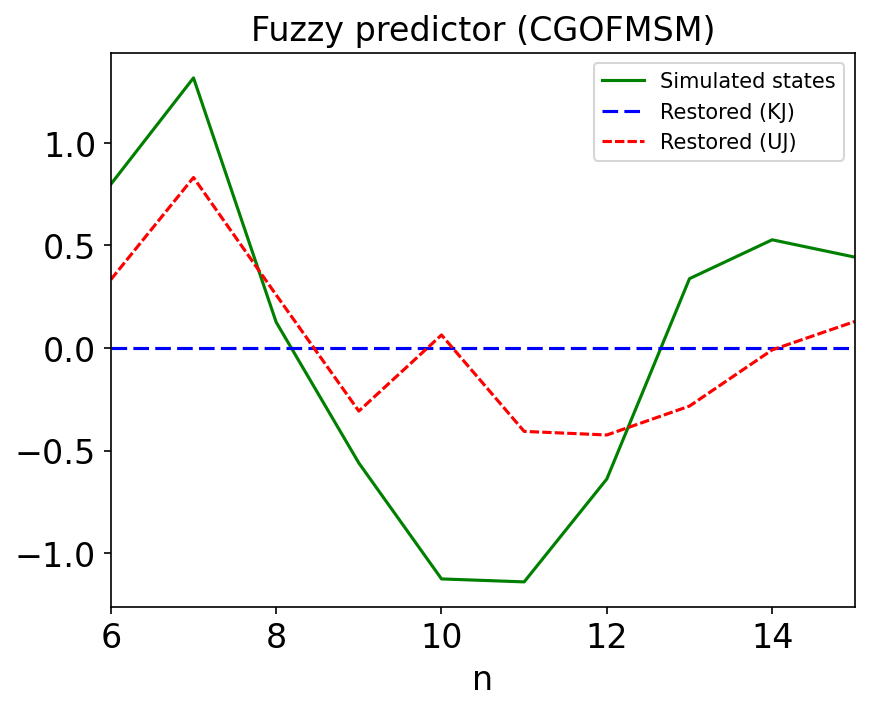 Fuzzy predictor (CGOFMSM)
Simulated states
Restored (KJ)
Restored (UJ)
1.0
0.5
0.0
−0.5
−1.0
6 8 10 12 14
n